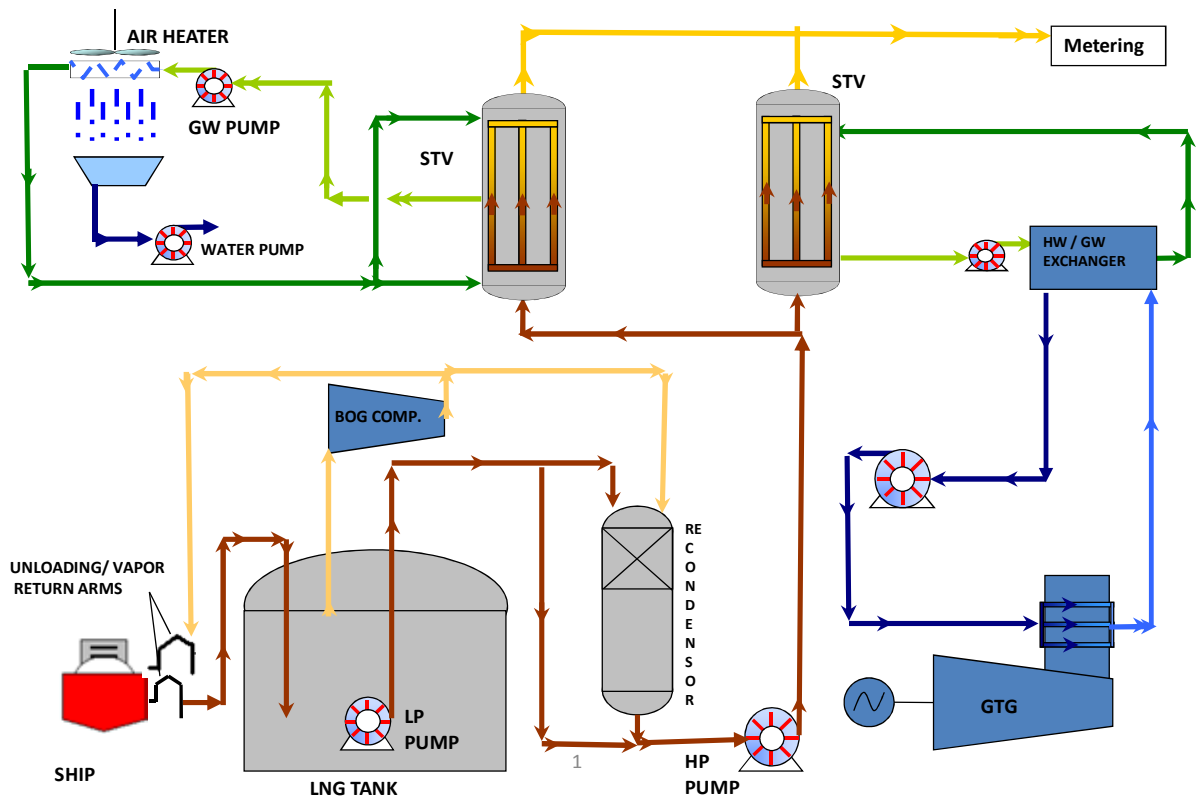 AIR HEATER
Metering
STV
GW PUMP
STV
WATER PUMP
HW / GW
EXCHANGER
BOG COMP.
RE
C
O
N
D
E
N
S
O
R
UNLOADING/ VAPOR
RETURN ARMS
LP
PUMP
GTG
SHIP
LNG TANK
1
HP
PUMP